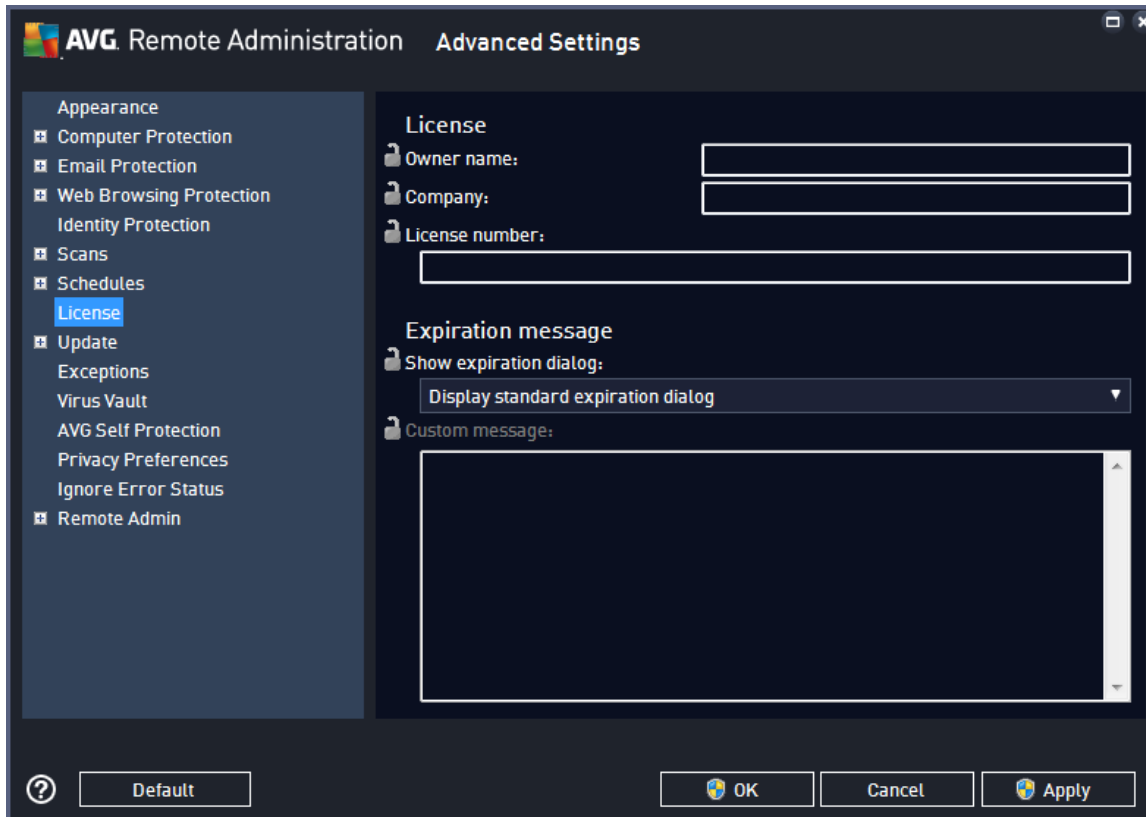 AVG. Remote Administration Advanced Settings
Appearance
Computer Protection
Email Protection
Web Browsing Protection
Identity Protection
Scans
Schedules
License
Update
Exceptions
Virus Vault
AVG Self Protection
Privacy Preferences
Ignore Error Status
Remote Admin
License
Owner name:
Company:
License number:
Expiration message
Show expiration dialog:
Display standard expiration dialog
Custom message:
Default
OK
Cancel
Apply